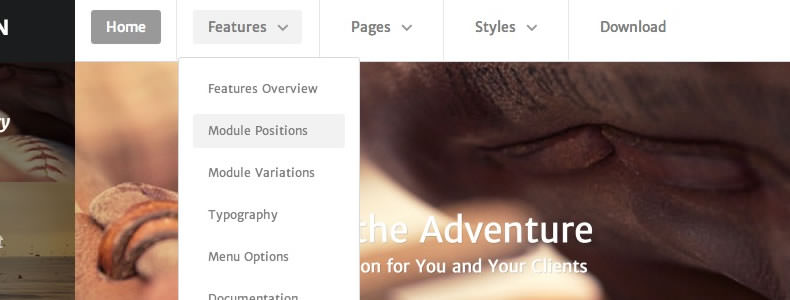 Home
Features
Pages
Styles
Download
Features Overview
Module Positions
Module Variations
Typography
Menu Options
Documentation
the Adventure
for You and Your Clients